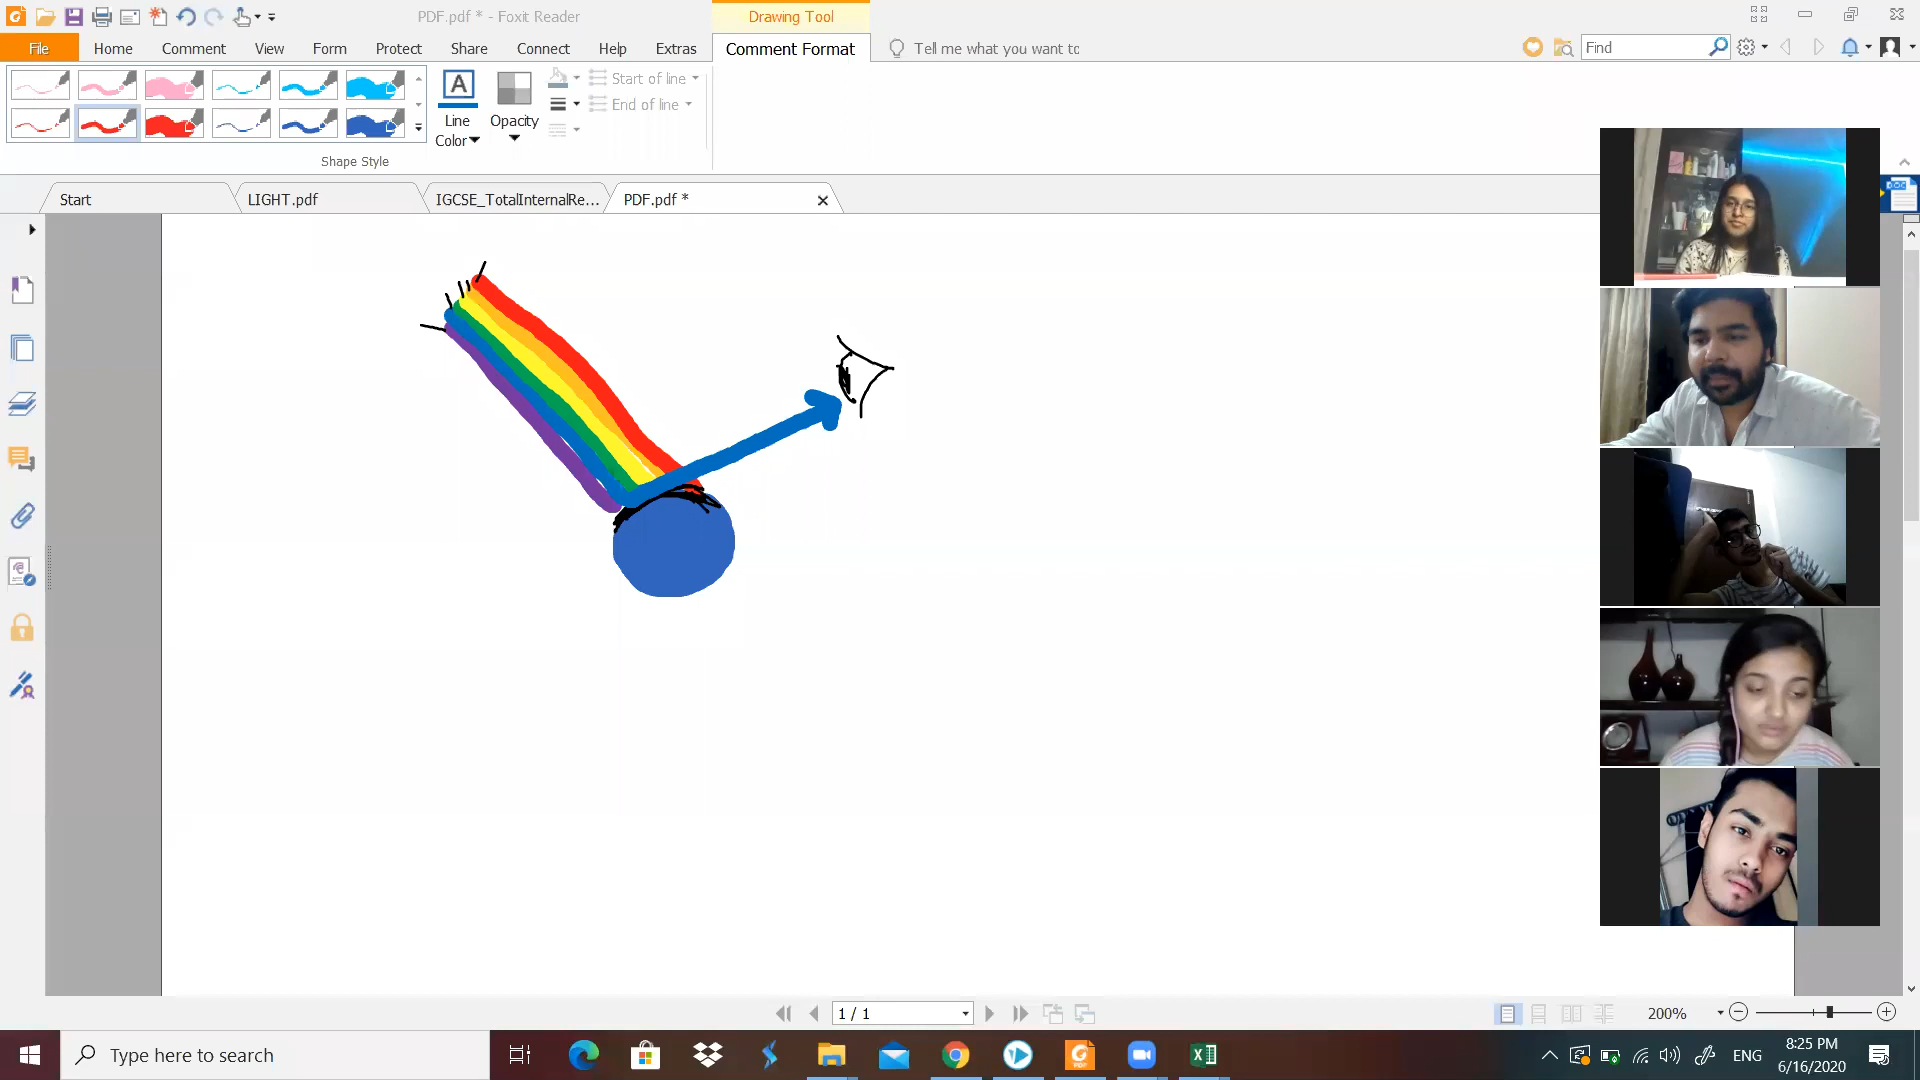 PDF.pdf * - Foxit Reader
Drawing Tool
File
Home
Comment
View
Form
Protect
Share
Connect
Help
Extras
Comment Format
Tell me what you want to
Find
A
Line
Color
Opacity
Start of line
End of line
Shape Style
Start
LIGHT.pdf
IGCSE_TotalInternalRe...
PDF.pdf *
DOC
1 / 1
200%
Type here to search
ENG
8:25 PM
6/16/2020